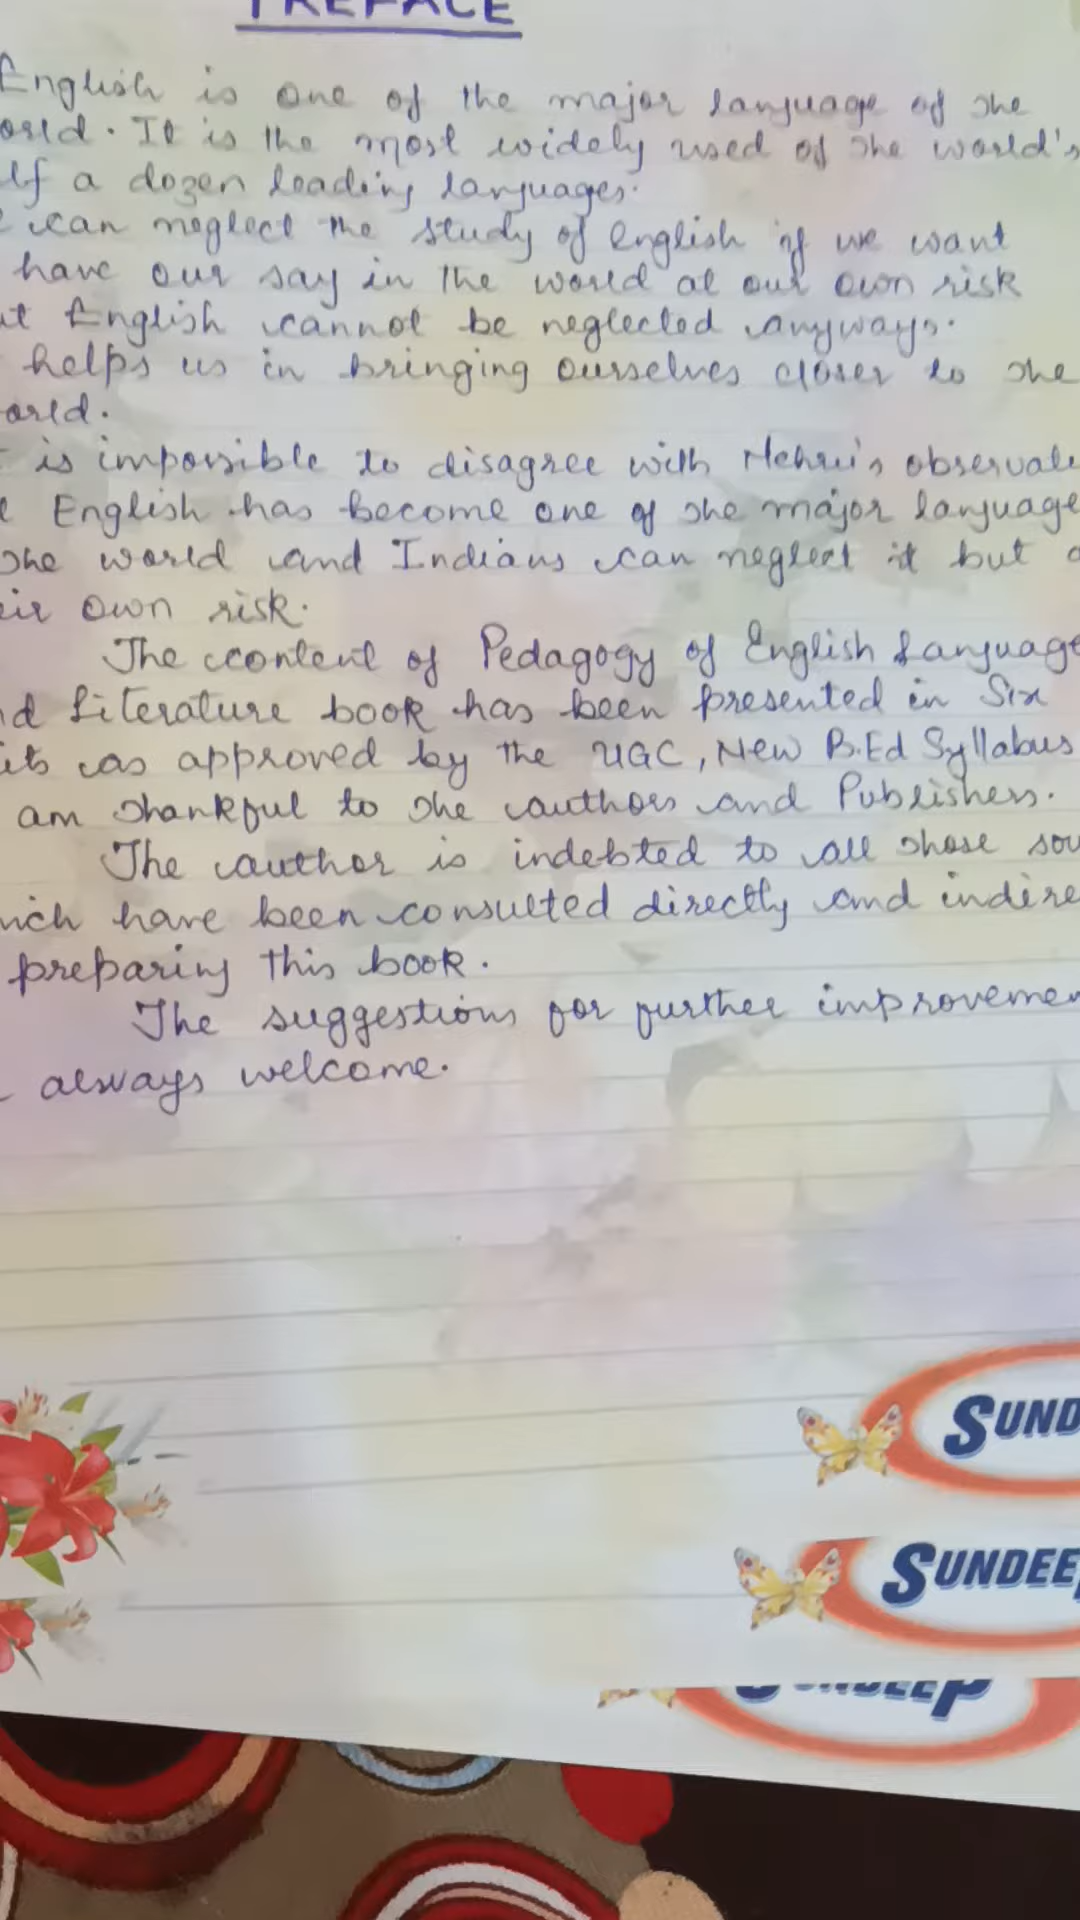 PREFACE
English is one of the major language of the
orld. It is the most widely used of the world's
lf a dozen leading languages.
e can neglect the study of English if we want
have our say in the world at our own risk
ut English cannot be neglected anyways.
helps us in bringing ourselves closer to the
orld.
t is impossible to disagree with Nehru's observati
t English has become one of the major language
the world and Indians can neglect it but a
eir own risk.
The content of Pedagogy of English Language
nd Literature book has been presented in Six
its as approved by the UGC, New B.Ed Syllabus
am thankful to the authors and Publishers.
The author is indebted to all those sou
hich have been consulted directly and indire
preparing this book.
The suggestions for further improvemen
always welcome.
SUND
SUNDEEP
SUNDEEP